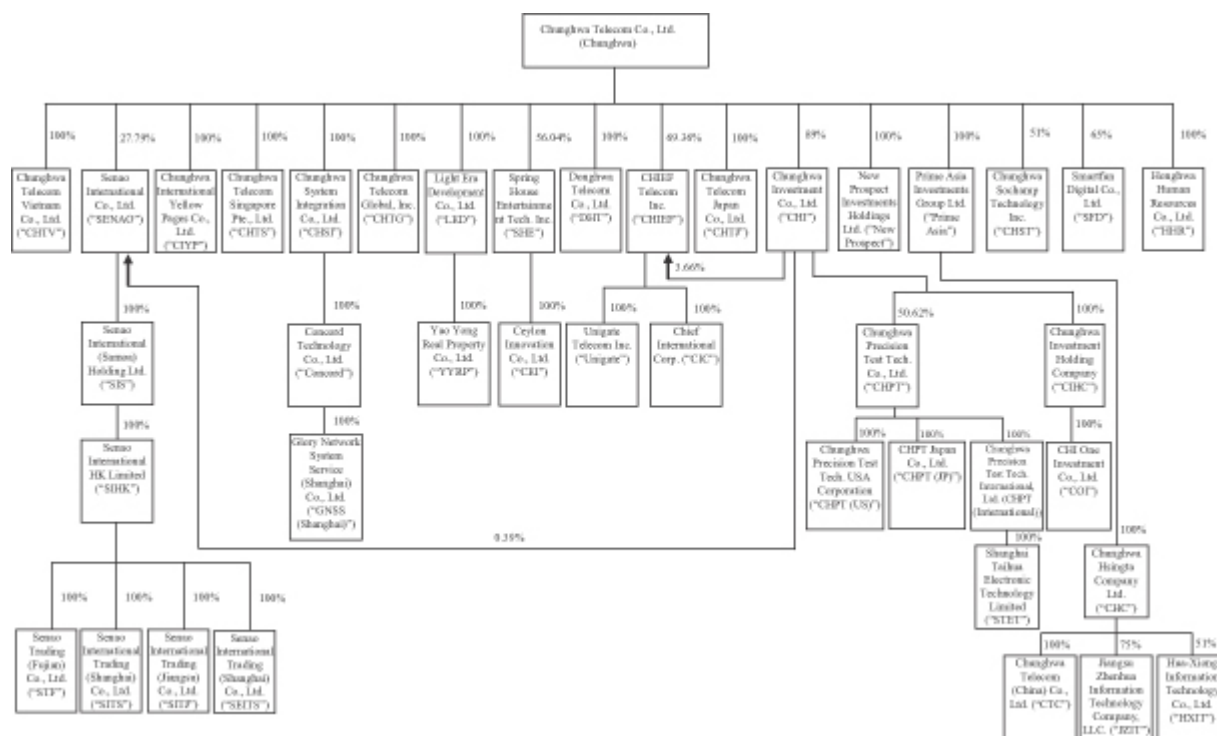 Chunghwa Telecom Co., Ltd.
(Chunghwa)
100%
27.79%
100%
100%
100%
100%
100%
56.04%
100%
69.36%
100%
89%
100%
100%
51%
65%
100%
Chunghwa
Telecom
Vietnam
Co., Ltd.
("CHTV")
Senao
International
Co., Ltd.
("SENAO")
Chunghwa
International
Yellow
Pages Co.,
Ltd.
("CIYP")
Chunghwa
Telecom
Singapore
Pte., Ltd.
("CHTS")
Chunghwa
System
Integration
Co., Ltd.
("CHSI")
Chunghwa
Telecom
Global, Inc.
("CHTG")
Light Era
Development
Co., Ltd.
("LED")
Spring
House
Entertainment
Tech. Inc.
("SHE")
Donghwa
Telecom Co.,
Ltd.
("DHT")
CHIEF
Telecom
Inc.
("CHIEF")
Chunghwa
Telecom
Japan
Co., Ltd.
Chunghwa
Investment
Co., Ltd.
("CHI")
New
Prospect
Investments
Holdings
Ltd. ("New
Prospect")
Prime Asia
Investments
Group Ltd.
("Prime
Asia")
Chunghwa
Sochamp
Technology
Inc.
("CHST")
Smartfun
Digital Co.,
Ltd.
("SFD")
Honghwa
Human
Resources
Co., Ltd.
("HHR")
3.66%
100%
100%
100%
100%
100%
100%
50.62%
100%
Senao
International
(Samoa)
Holding Ltd.
("SIS")
Concord
Technology
Co., Ltd.
("Concord")
Yao Yong
Real Property
Co., Ltd.
("YYRP")
Ceylon
Innovation
Co., Ltd.
("CEI")
Unigate
Telecom Inc.
("Unigate")
Chief
International
Corp. ("CIC")
Chunghwa
Precision
Test Tech.
Co., Ltd.
("CHPT")
Chunghwa
Investment
Holding
Company
("CIHC")
100%
100%
100%
100%
100%
100%
Senao
International
HK Limited
("SIHK")
Glory Network
System
Service
(Shanghai)
Co., Ltd.
("GNSS
(Shanghai)")
Chunghwa
Precision Test
Tech. USA
Corporation
("CHPT (US)")
CHPT Japan
Co., Ltd.
("CHPT (JP)")
Chunghwa
Precision
Test Tech.
International,
Ltd. (CHPT
(International))
CHI One
Investment
Co., Ltd.
("COI")
0.39%
100%
100%
Shanghai
Taihua
Electronic
Technology
Limited
("STET")
Chunghwa
Hsingta
Company
Ltd.
("CHC")
100%
100%
100%
100%
Senao
Trading
(Fujian)
Co., Ltd.
("STF")
Senao
International
Trading
(Shanghai)
Co., Ltd.
("SITS")
Senao
International
Trading
(Jiangsu)
Co., Ltd.
Senao
International
Trading
(Shanghai)
Co., Ltd.
("SEITS")
100%
75%
51%
Chunghwa
Telecom
(China) Co.,
Ltd. ("CTC")
Jiangsu
Zhenhua
Information
Technology
Company,
LLC. ("JZIT")
Hua-Xiong
Information
Technology
Co., Ltd.
("HXIT")